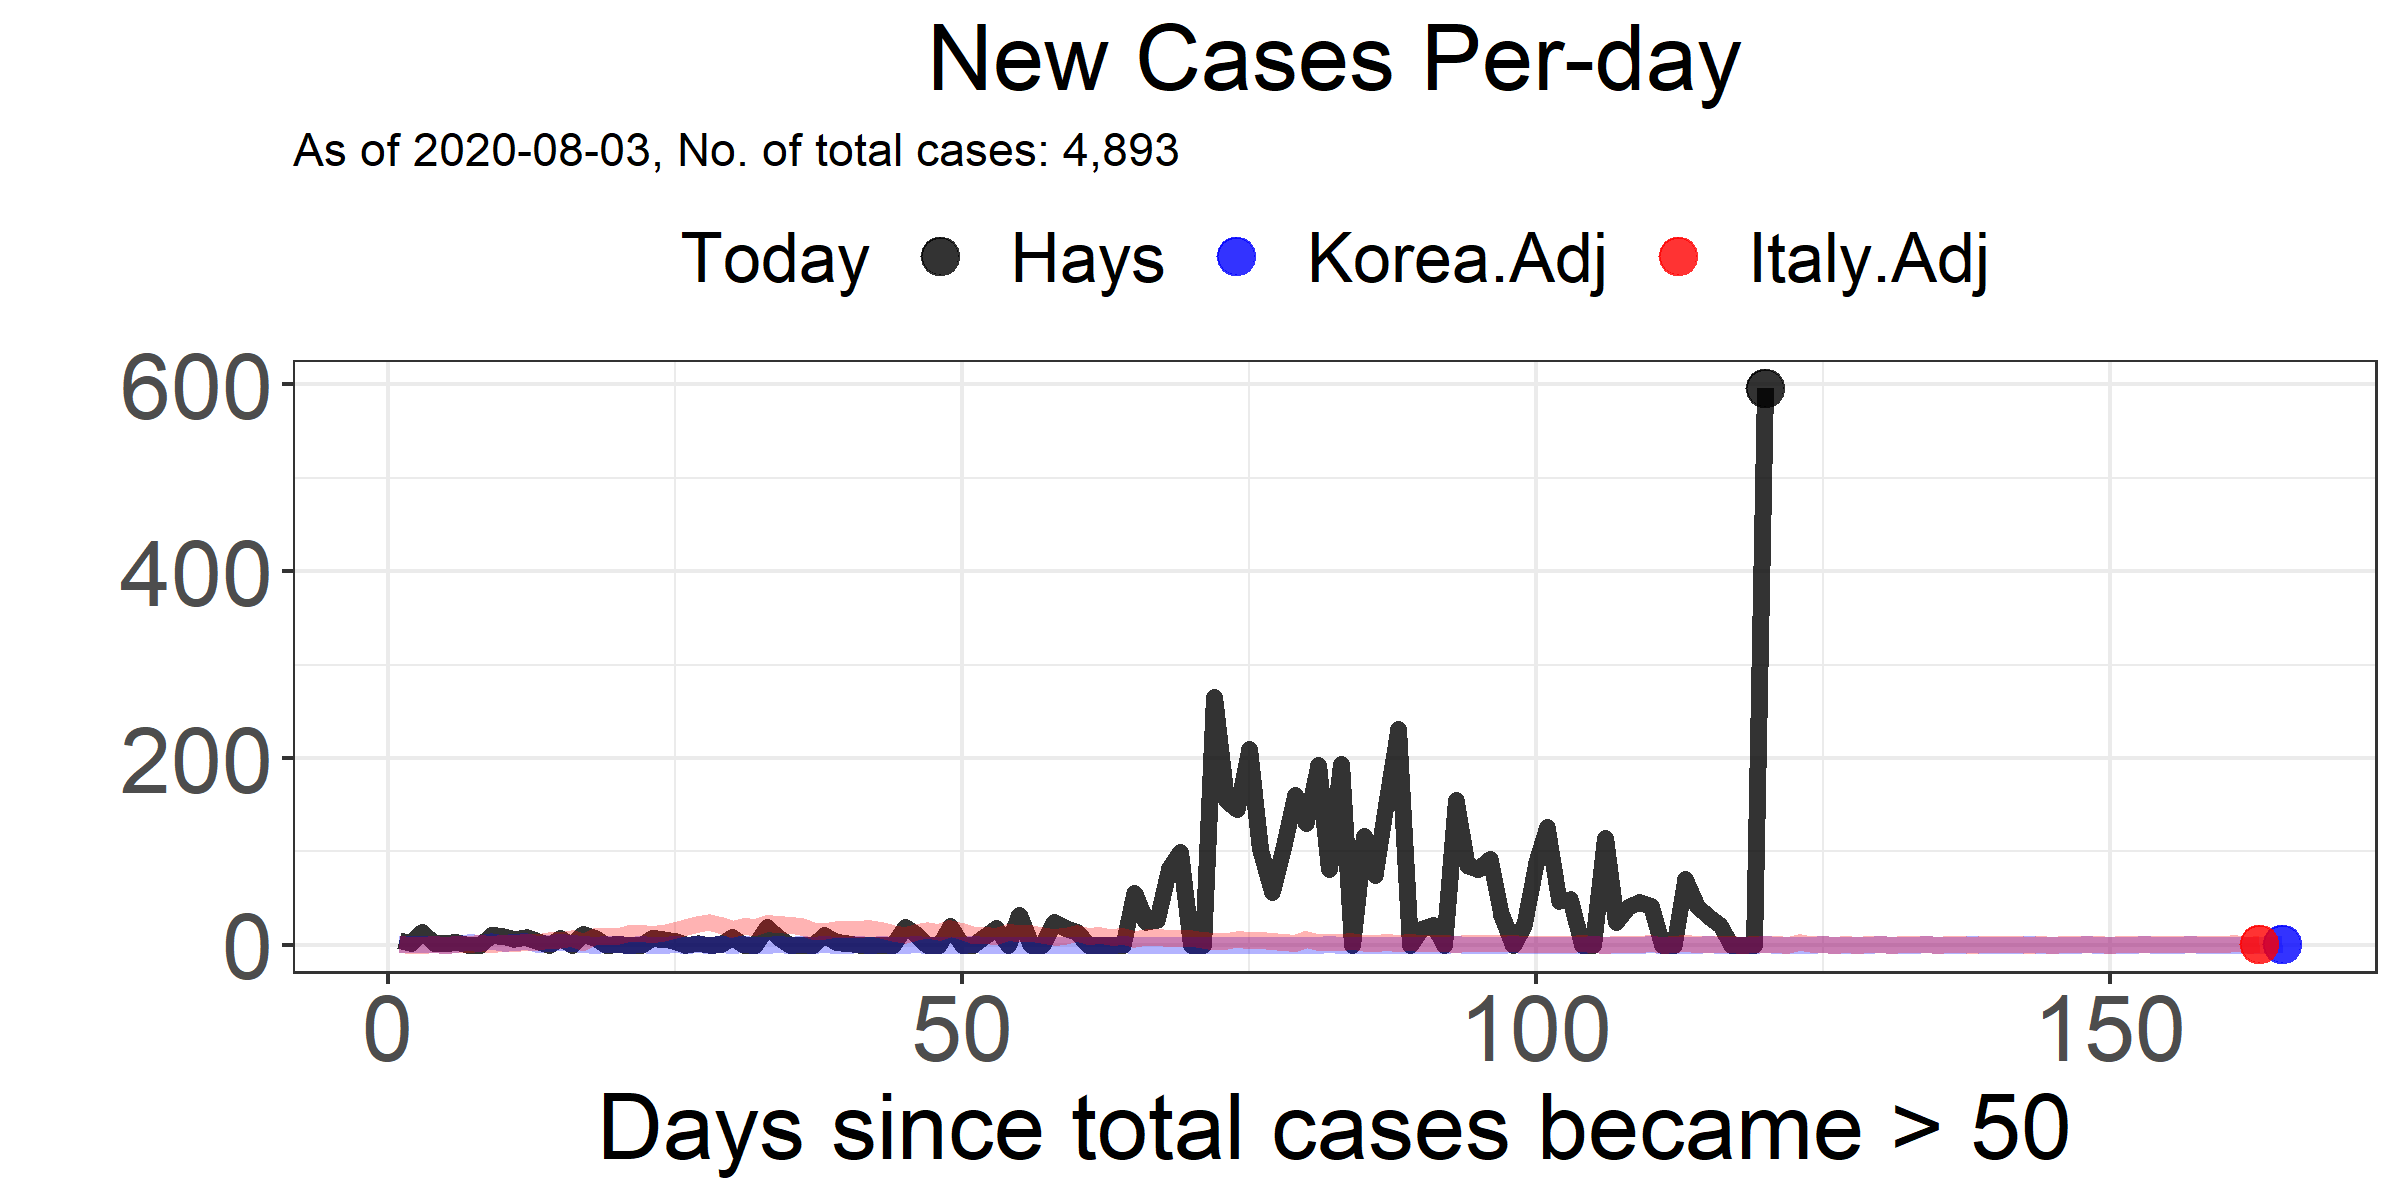 New Cases Per-day
As of 2020-08-03, No. of total cases: 4,893
Today Hays Korea.Adj Italy.Adj
600
400
200
0
0 50 100 150
Days since total cases became > 50